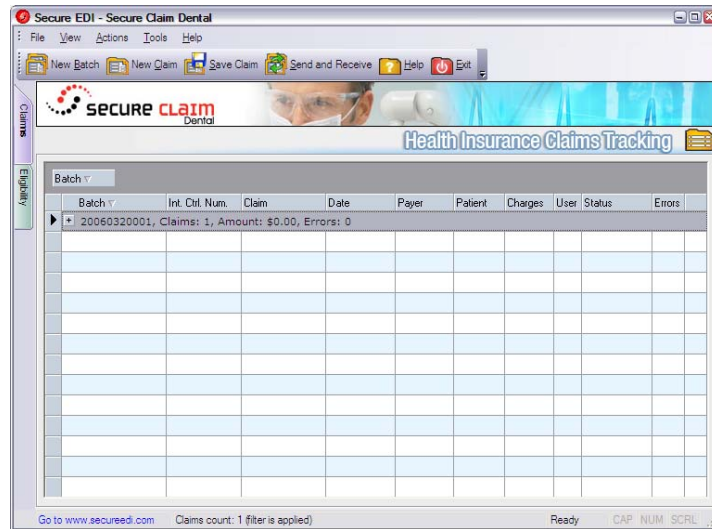 Secure EDI - Secure Claim Dental
File View Actions Tools Help
New Batch New Claim Save Claim Send and Receive ? Help Exit
SECURE CLAIM
Dental
Health Insurance Claims Tracking
Claims
Eligibility
Batch
Batch Int. Ctrl. Num. Claim Date Payer Patient Charges User Status Errors
20060320001, Claims: 1, Amount: $0.00, Errors: 0
Go to www.secureedi.com Claims count: 1 (filter is applied) Ready CAP NUM SCRL